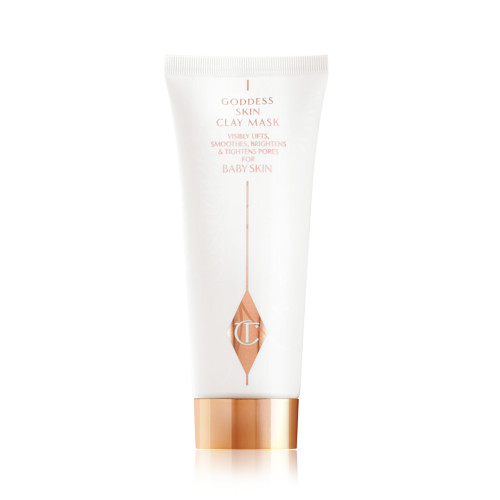 GODDESS
SKIN
CLAY MASK
VISIBLY LIFTS,
SMOOTHES, BRIGHTENS
& TIGHTENS PORES
FOR
BABY SKIN
CT